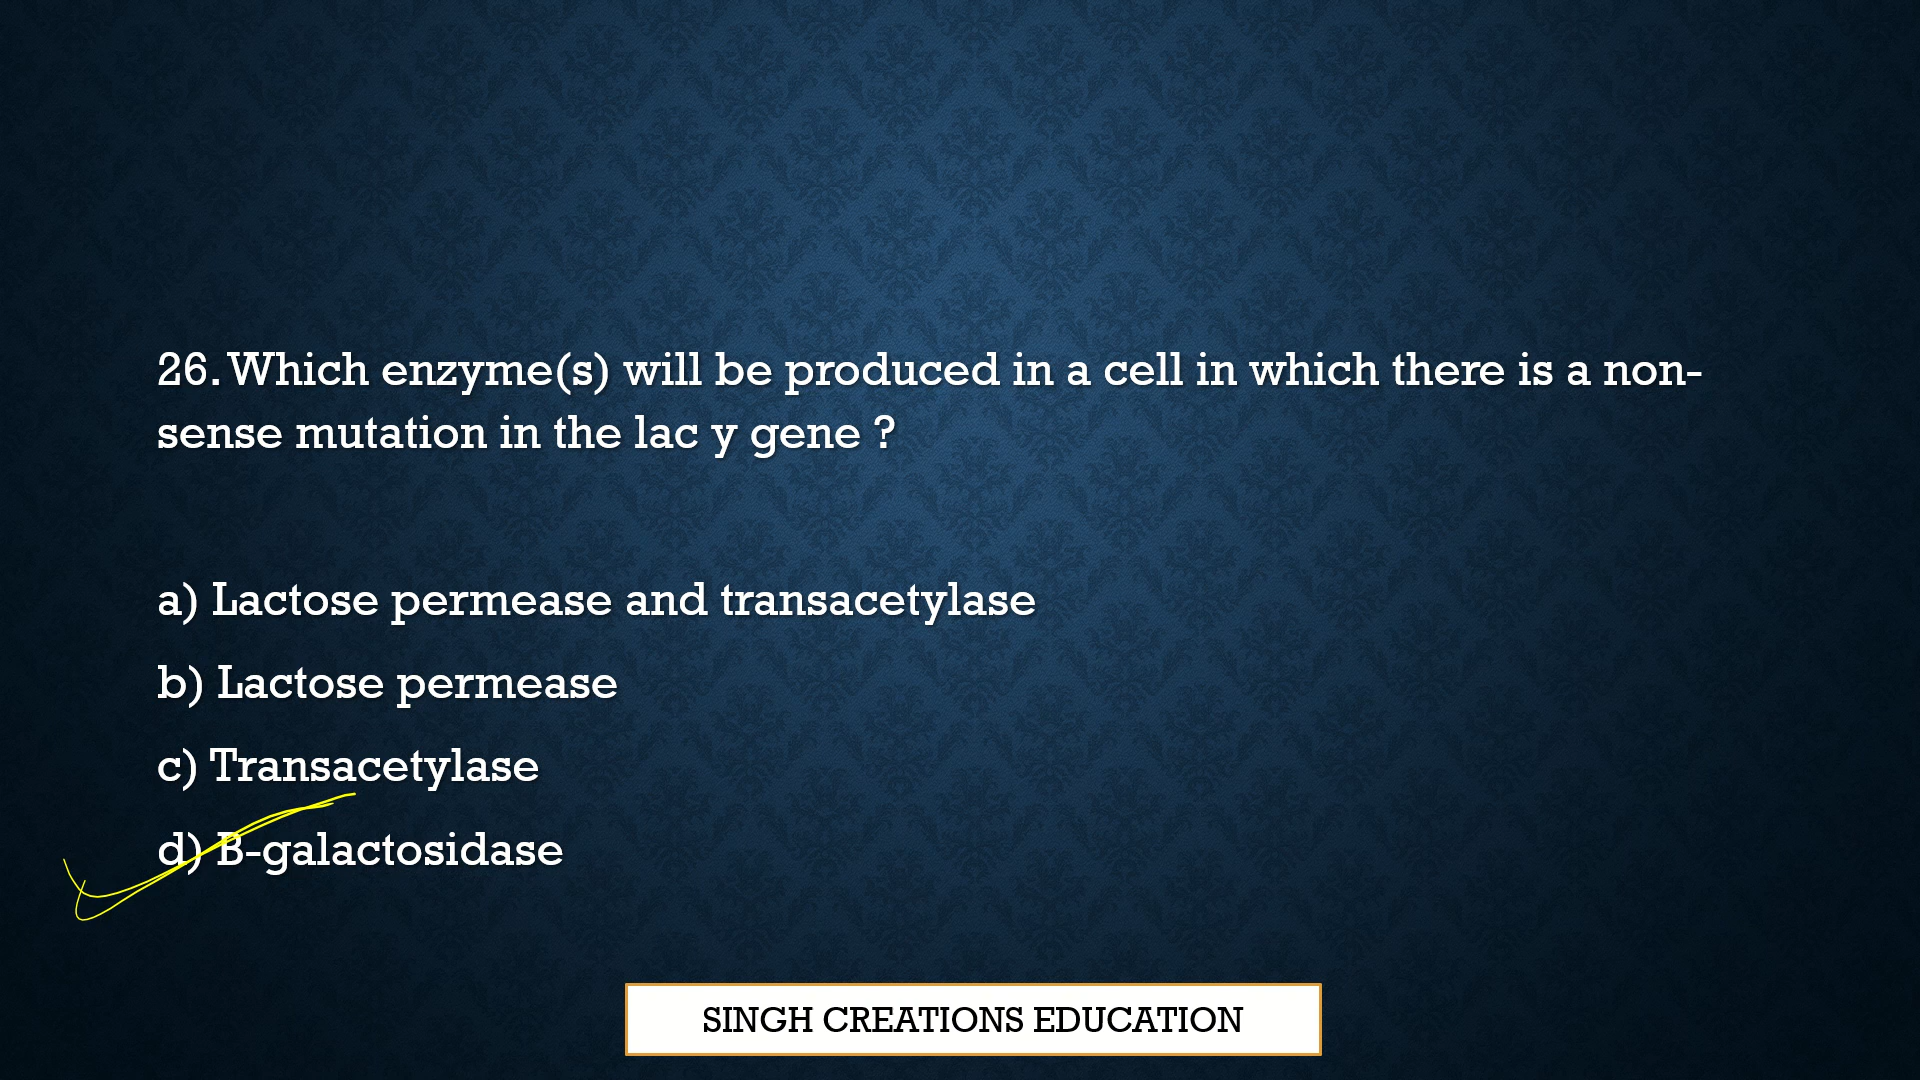 26. Which enzyme(s) will be produced in a cell in which there is a non-
sense mutation in the lac y gene ?
a) Lactose permease and transacetylase
b) Lactose permease
c) Transacetylase
d) B-galactosidase
SINGH CREATIONS EDUCATION